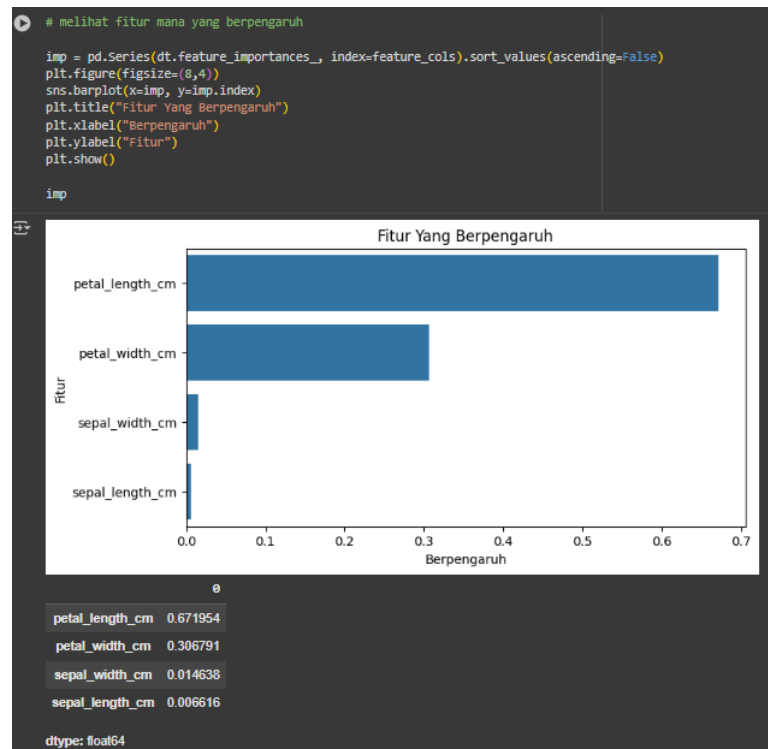 # melihat fitur mana yang berpengaruh
imp = pd.Series(dt.feature_importances_, index=feature_cols).sort_values(ascending=False)
plt.figure(figsize=(8,4))
sns.barplot(x=imp, y=imp.index)
plt.title("Fitur Yang Berpengaruh")
plt.xlabel("Berpengaruh")
plt.ylabel("Fitur")
plt.show()
imp
Fitur Yang Berpengaruh
petal_length_cm
petal_width_cm
sepal_width_cm
sepal_length_cm
Fitur
0.0 0.1 0.2 0.3 0.4 0.5 0.6 0.7
Berpengaruh
0
petal_length_cm 0.671954
petal_width_cm 0.306791
sepal_width_cm 0.014638
sepal_length_cm 0.006616
dtype: float64